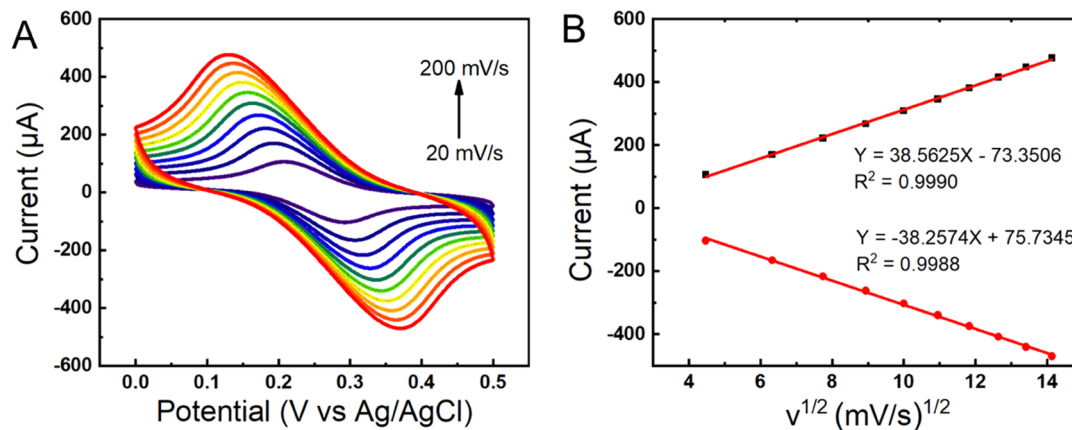 A
600
400
200
0
-200
-400
-600
Current (µA)
0.0 0.1 0.2 0.3 0.4 0.5
Potential (V vs Ag/AgCl)
200 mV/s
20 mV/s
B
600
400
200
0
-200
-400
Current (µA)
4 6 8 10 12 14
v^1/2 (mV/s)^1/2
Y = 38.5625X - 73.3506
R² = 0.9990
Y = -38.2574X + 75.7345
R² = 0.9988